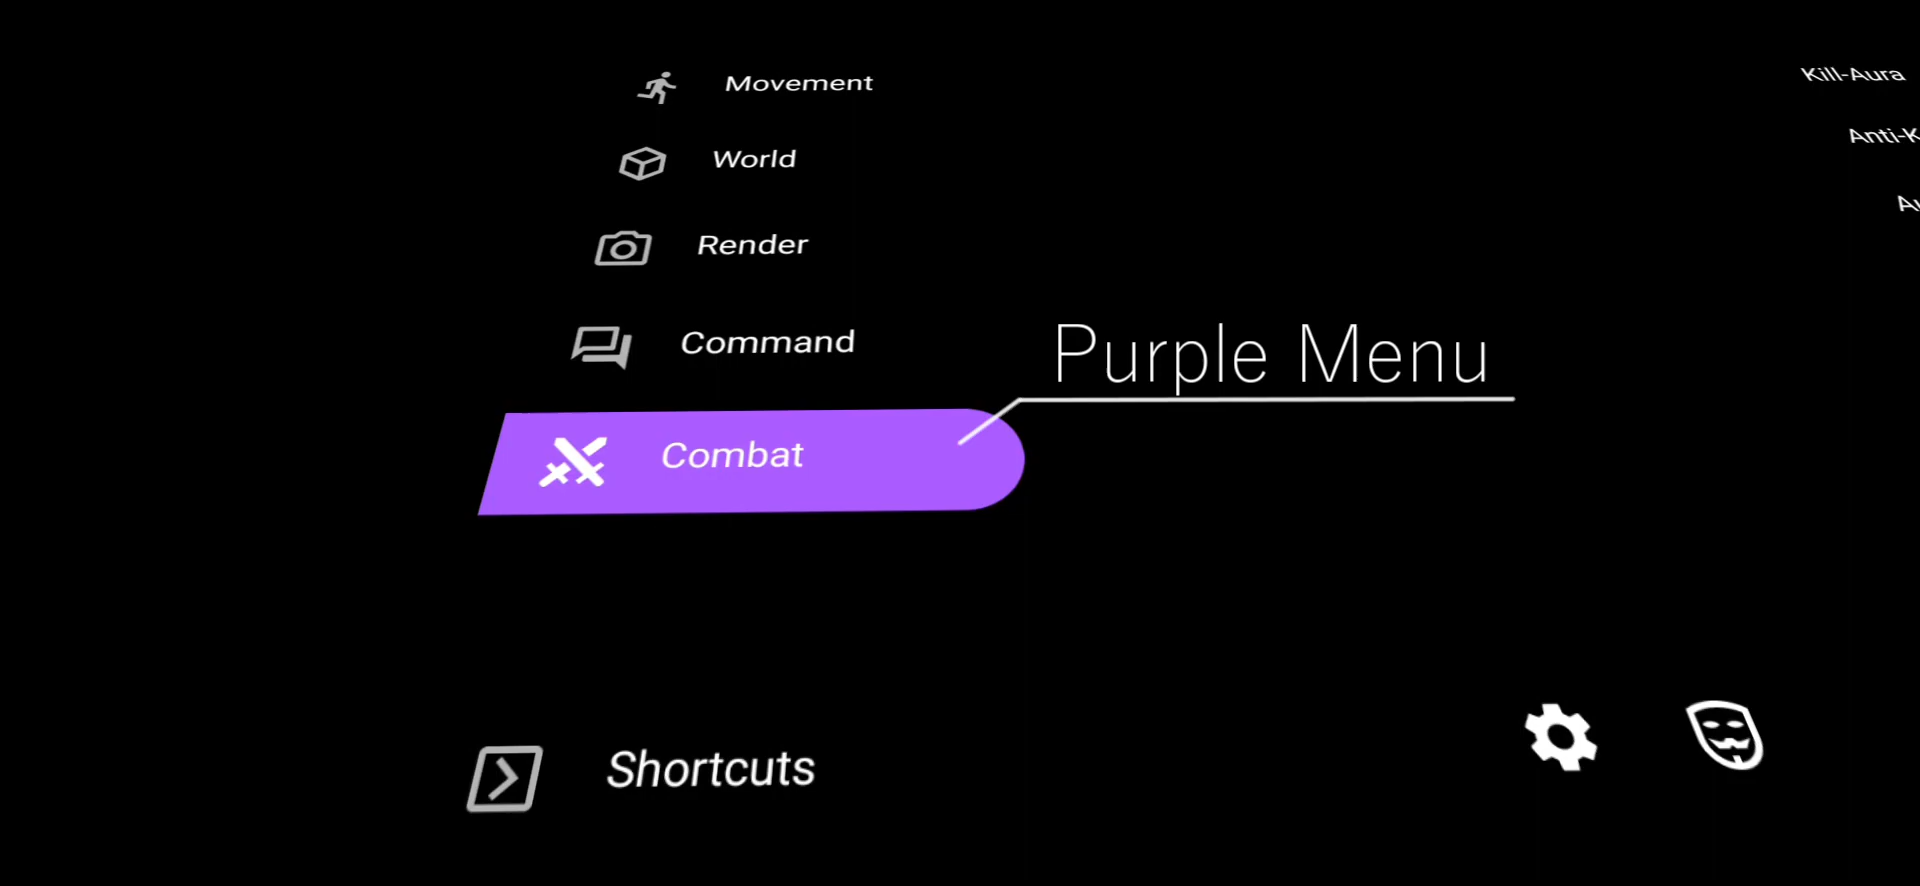 Movement
World
Render
Command
Combat
Shortcuts
Purple Menu
Kill-Aura